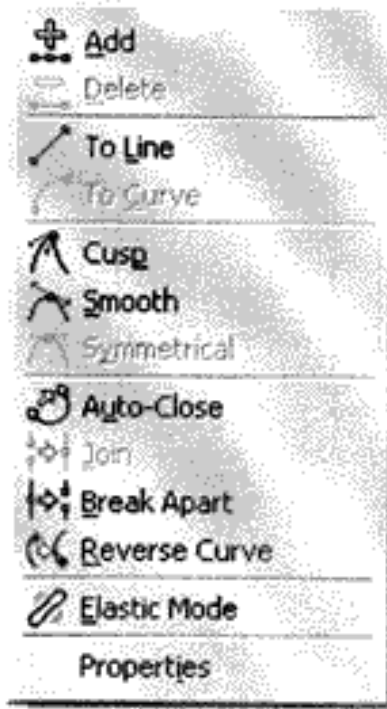 Add
Delete
To Line
To Curve
Cusp
Smooth
Symmetrical
Auto-Close
Join
Break Apart
Reverse Curve
Elastic Mode
Properties